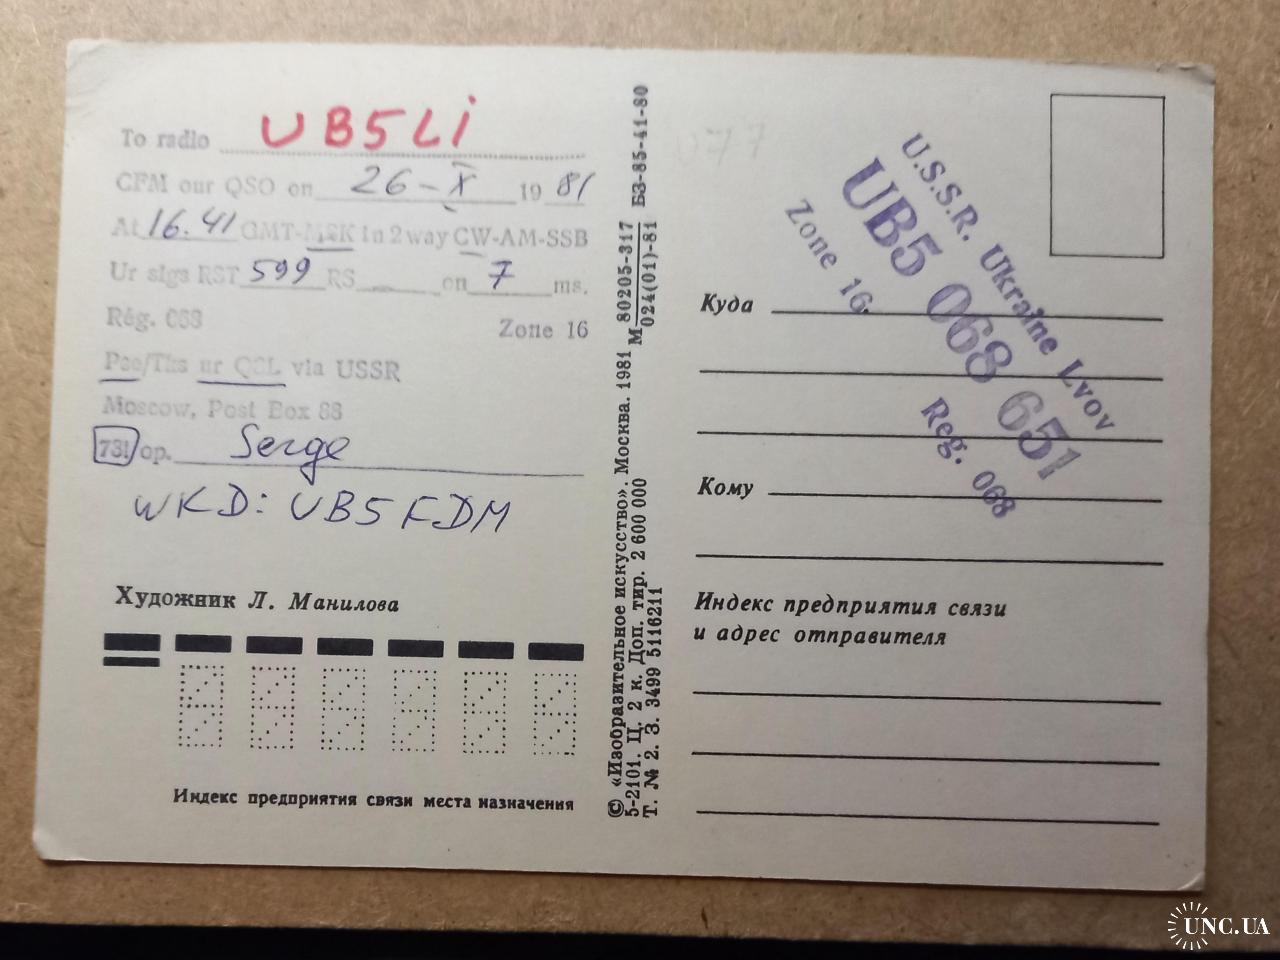 To radio UB5LI
CFM our QSO on 26-X 1981
At 16.41 GMT-MSK in 2 way CW-AM-SSB
Ur sigs RST 599 RS on 7 ms.
Rég. 068 Zone 16
Pse/Tks ur QSL via USSR
Moscow, Post Box 88
73! op. Serge
WKD: UB5FDM
Художник Л. Манилова
Индекс предприятия связи места назначения
© «Изобразительное искусство». Москва. 1981 М 80205-317 БЗ-85-41-80
024(01)-81
5-2101. Ц. 2 к. Доп. тир. 2 600 000
Т. № 2. З. 3499 5116211
U.S.S.R. Ukraine Lvov
UB5 068 651
Zone 16. Reg. 068
Куда
Кому
Индекс предприятия связи
и адрес отправителя
UNC.UA